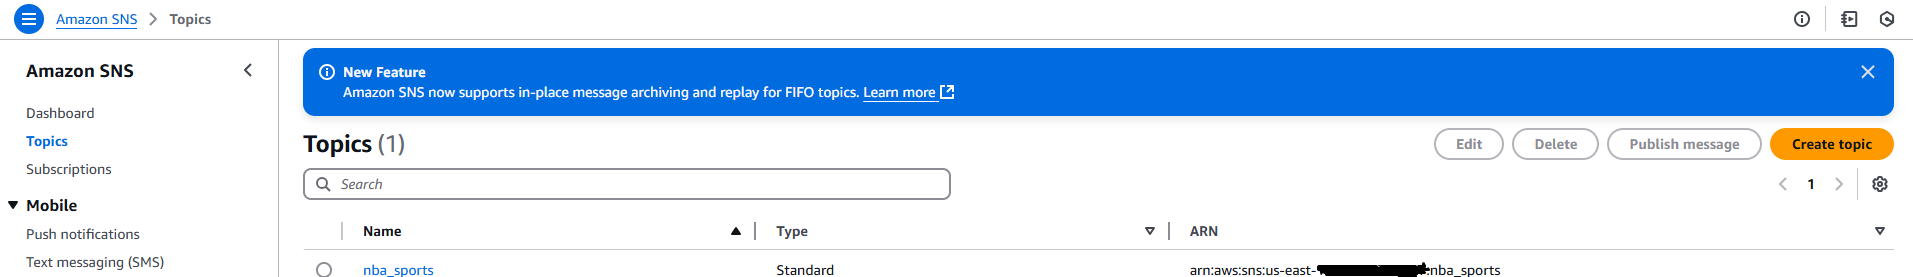 Amazon SNS > Topics
Amazon SNS
Dashboard
Topics
Subscriptions
Mobile
Push notifications
Text messaging (SMS)
New Feature
Amazon SNS now supports in-place message archiving and replay for FIFO topics. Learn more
Topics (1)
Edit Delete Publish message Create topic
Search
1
Name Type ARN
nba_sports Standard arn:aws:sns:us-east- :nba_sports